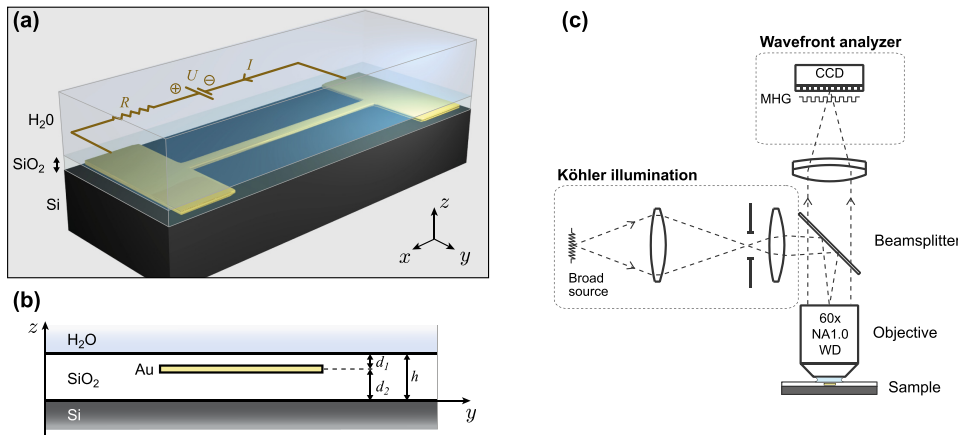 (a)
U
I
R
H20
SiO2
Si
z
x
y
(b)
z
H2O
Au
SiO2
d1
d2
h
Si
y
(c)
Wavefront analyzer
CCD
MHG
Köhler illumination
Broad
source
Beamsplitter
60x
NA1.0
WD
Objective
Sample